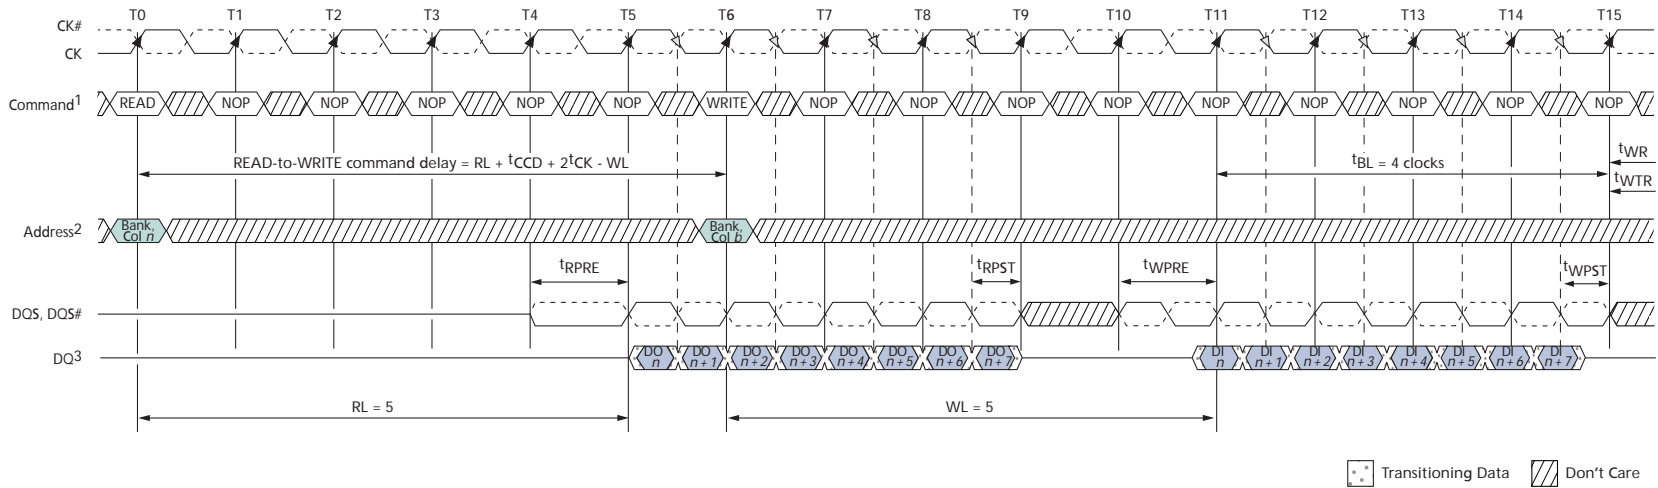 T0 T1 T2 T3 T4 T5 T6 T7 T8 T9 T10 T11 T12 T13 T14 T15
CK#
CK
Command1 READ NOP NOP NOP NOP NOP WRITE NOP NOP NOP NOP NOP NOP NOP NOP NOP
READ-to-WRITE command delay = RL + tCCD + 2tCK - WL
tBL = 4 clocks
tWR
tWTR
Address2 Bank, Col n Bank, Col b
tRPRE tRPST tWPRE tWPST
DQS, DQS#
DQ3 DO n DO n + 1 DO n + 2 DO n + 3 DO n + 4 DO n + 5 DO n + 6 DO n + 7 DI n DI n + 1 DI n + 2 DI n + 3 DI n + 4 DI n + 5 DI n + 6 DI n + 7
RL = 5 WL = 5
Transitioning Data Don't Care